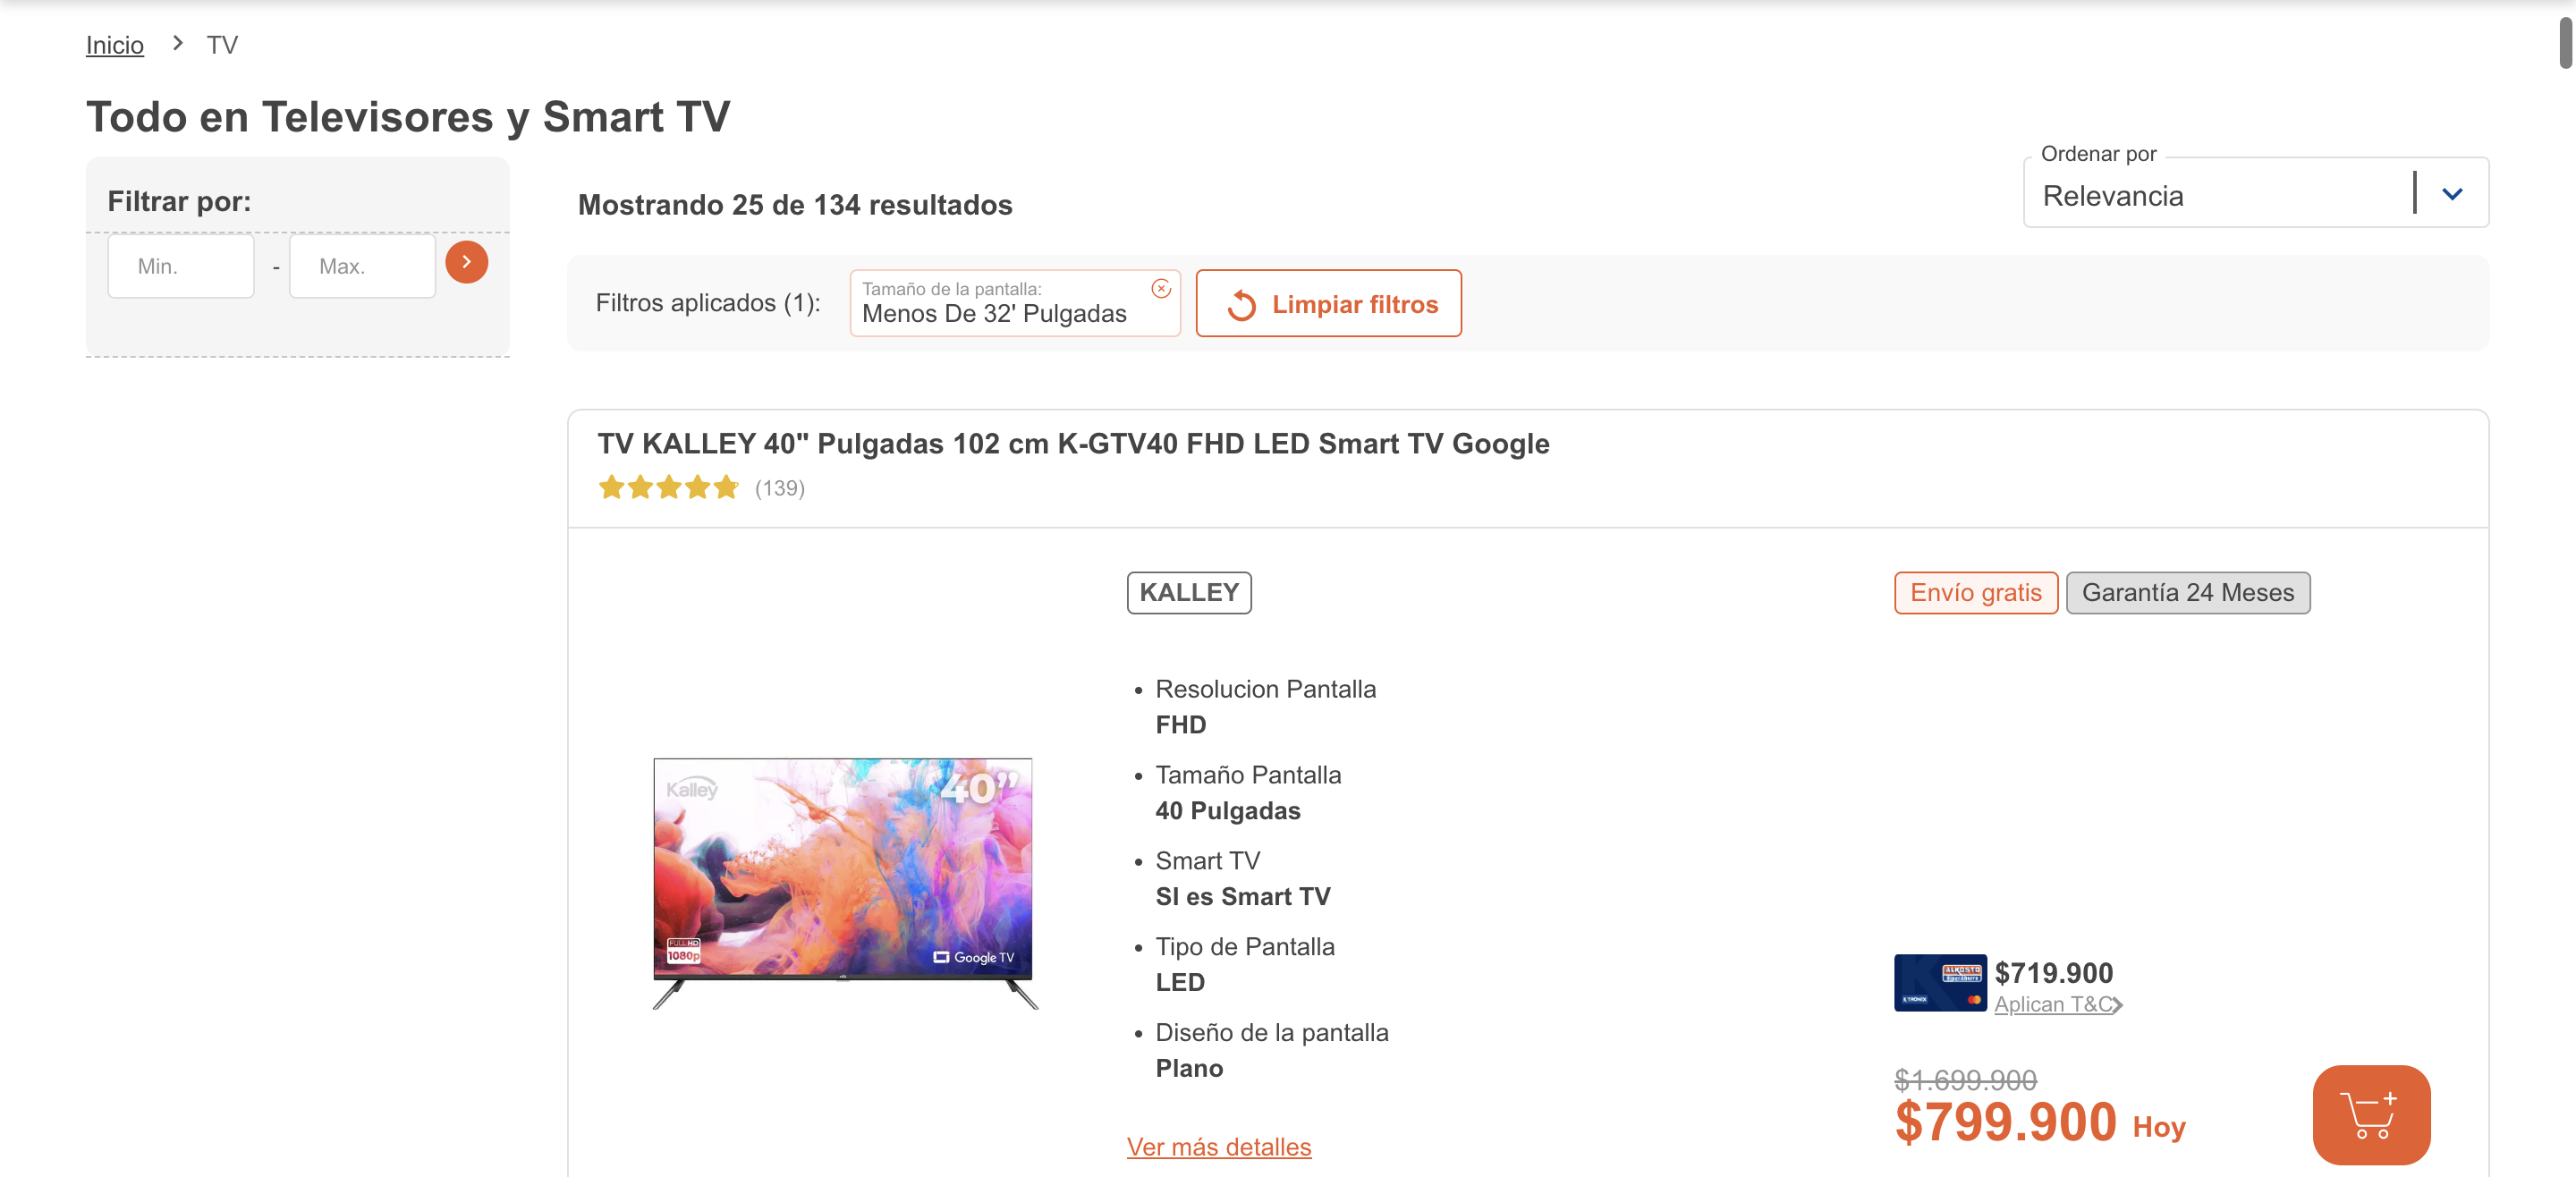 Inicio > TV
Todo en Televisores y Smart TV
Filtrar por:
Min. - Max.
Mostrando 25 de 134 resultados
Ordenar por
Relevancia
Filtros aplicados (1):
Tamaño de la pantalla:
Menos De 32' Pulgadas
Limpiar filtros
TV KALLEY 40" Pulgadas 102 cm K-GTV40 FHD LED Smart TV Google
(139)
Kalley
40”
FULL HD
1080p
Google TV
KALLEY
Resolucion Pantalla
FHD
Tamaño Pantalla
40 Pulgadas
Smart TV
SI es Smart TV
Tipo de Pantalla
LED
Diseño de la pantalla
Plano
Ver más detalles
Envío gratis
Garantía 24 Meses
ALKOSTO
K TRONIX
$719.900
Aplican T&C
$1.699.900
$799.900 Hoy